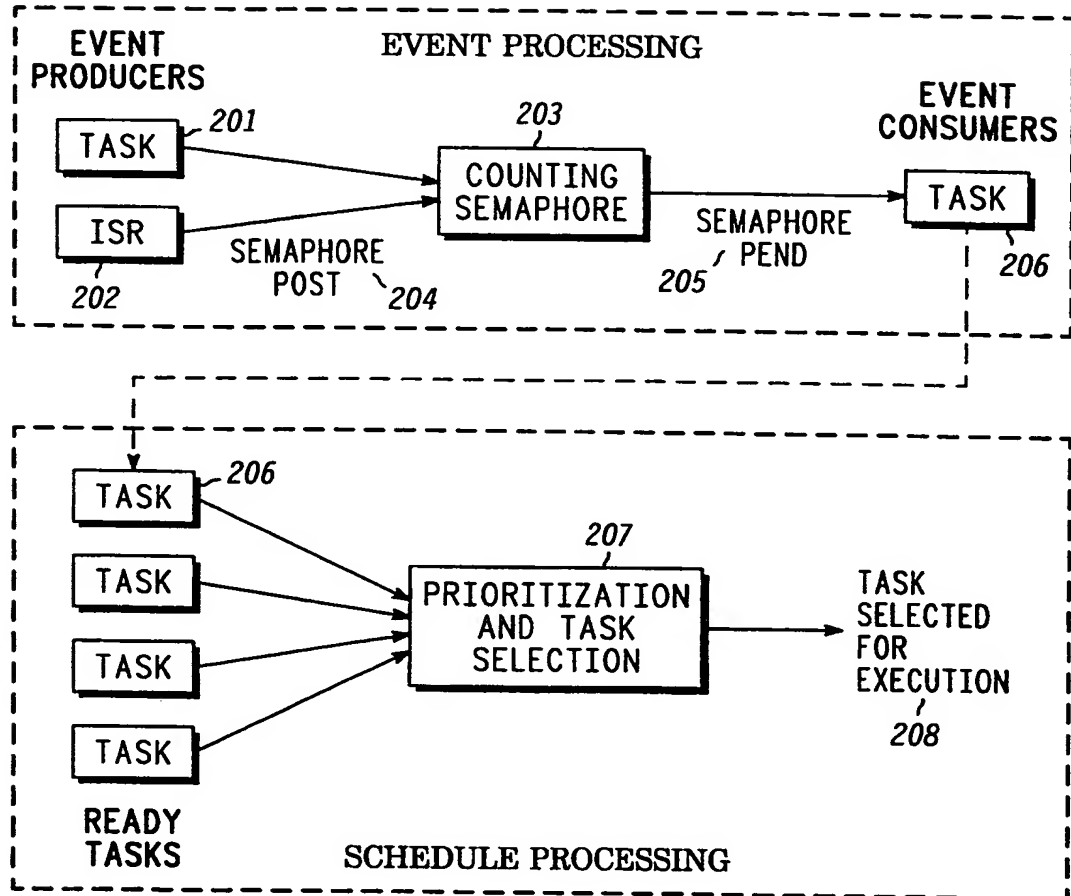 EVENT PROCESSING
EVENT
PRODUCERS
TASK
201
ISR
202
SEMAPHORE
POST
204
203
COUNTING
SEMAPHORE
SEMAPHORE
PEND
205
EVENT
CONSUMERS
TASK
206
TASK
206
TASK
TASK
TASK
READY
TASKS
207
PRIORITIZATION
AND TASK
SELECTION
TASK
SELECTED
FOR
EXECUTION
208
SCHEDULE PROCESSING